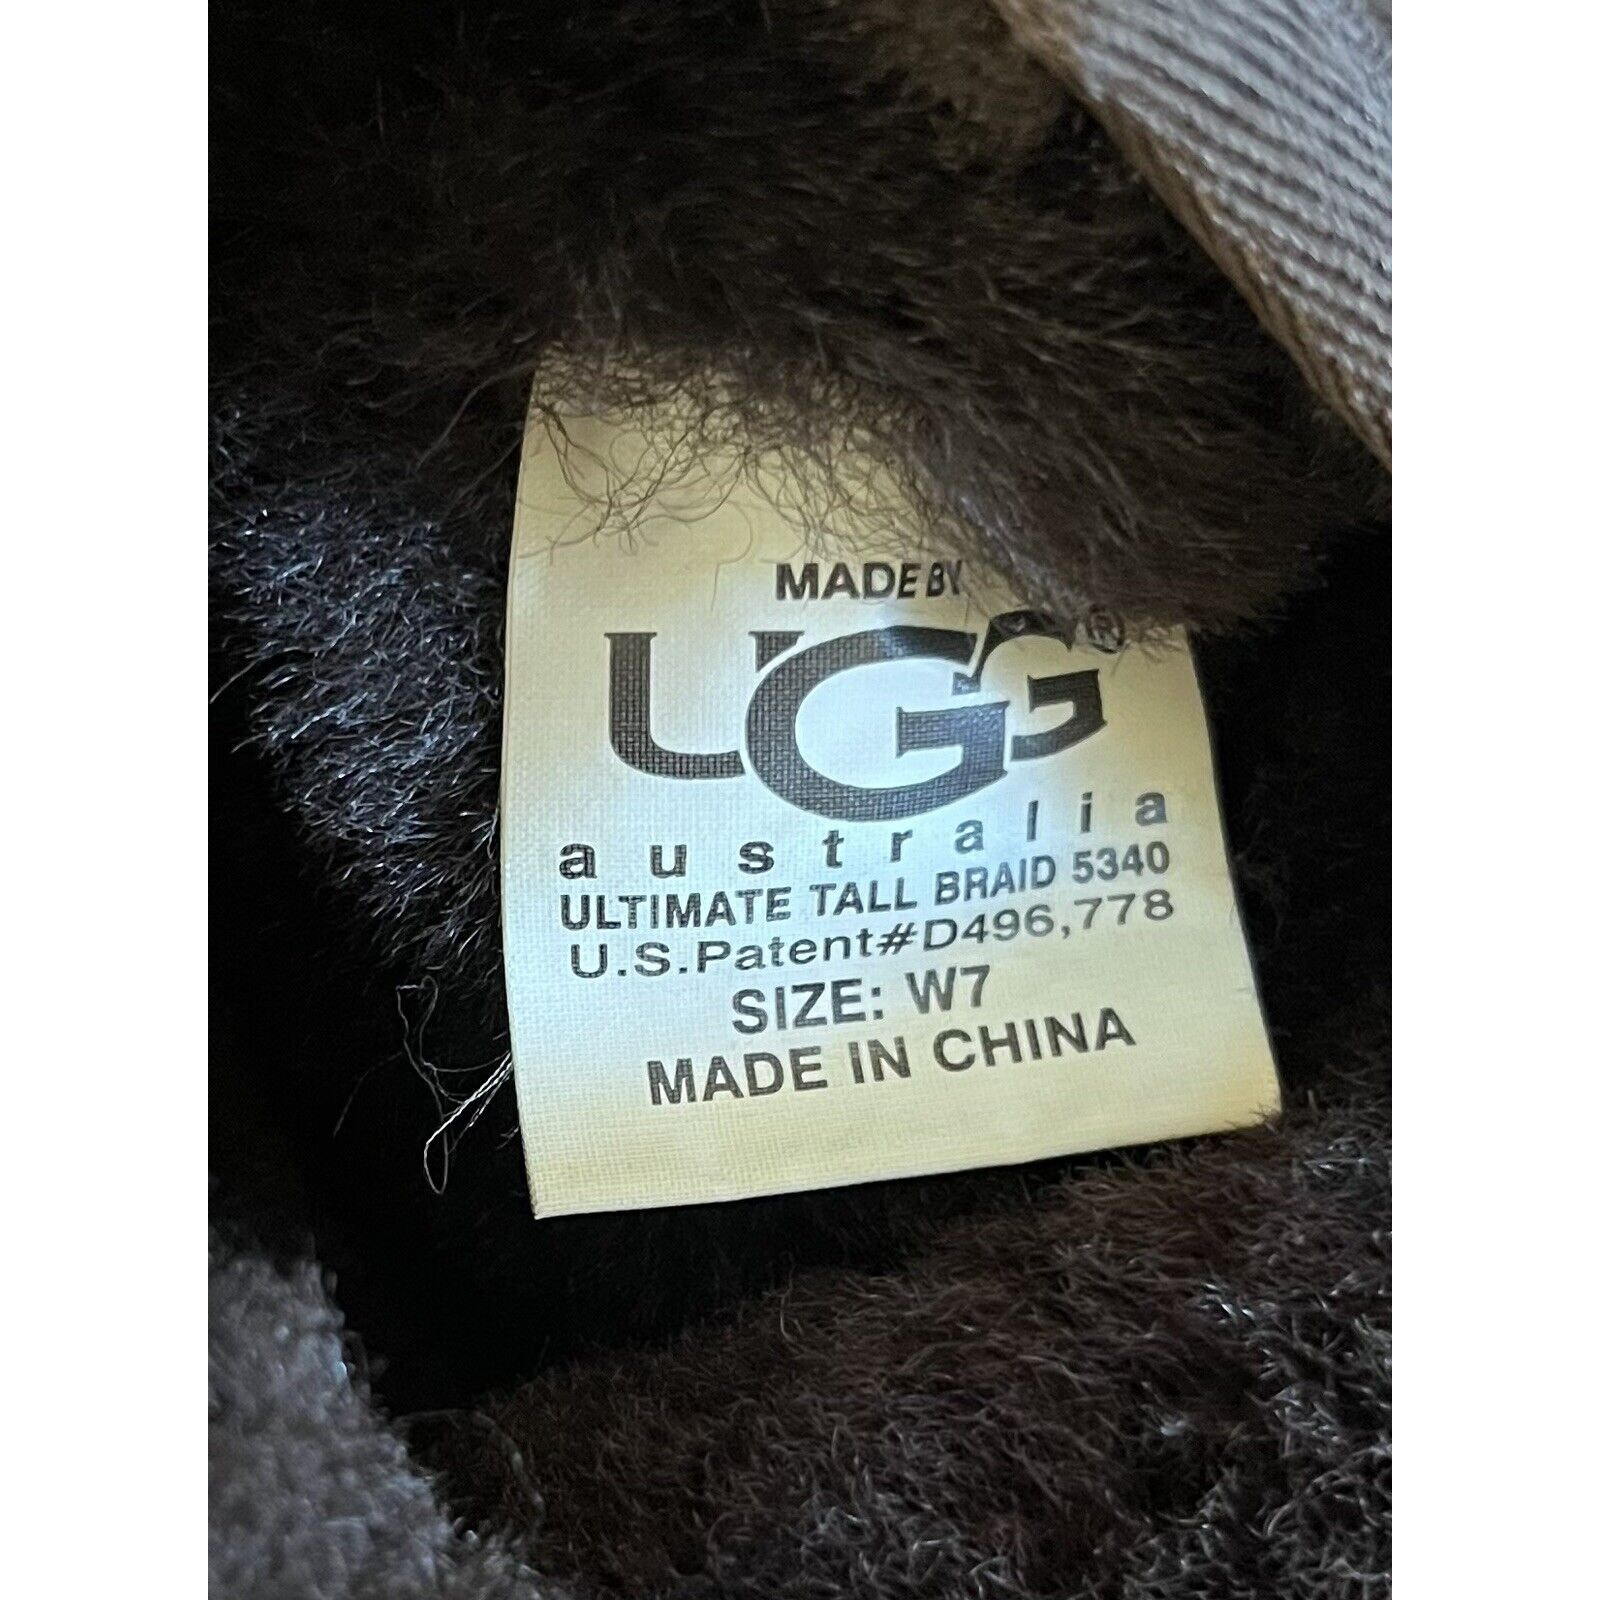 MADE BY
UGG®
australia
ULTIMATE TALL BRAID 5340
U.S.Patent#D496,778
SIZE: W7
MADE IN CHINA